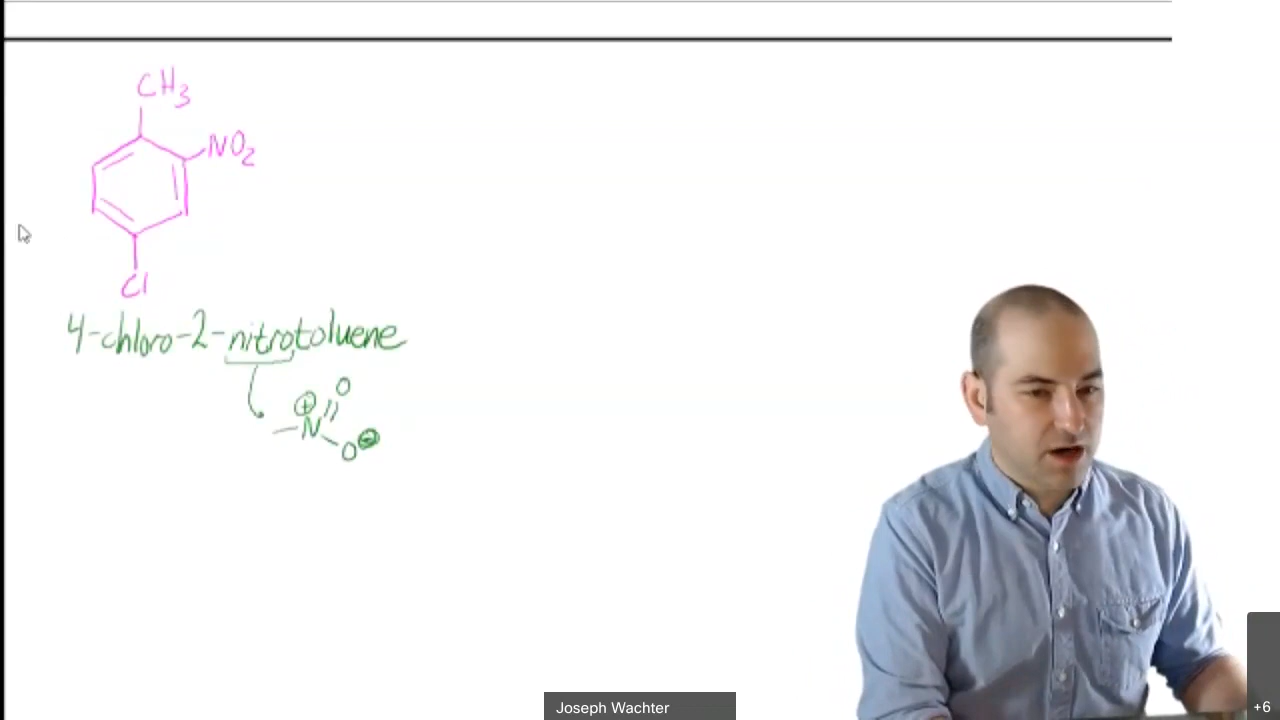 CH3
NO2
Cl
4-chloro-2-nitrotoluene
⊕ O
N
O⊖
Joseph Wachter
+6